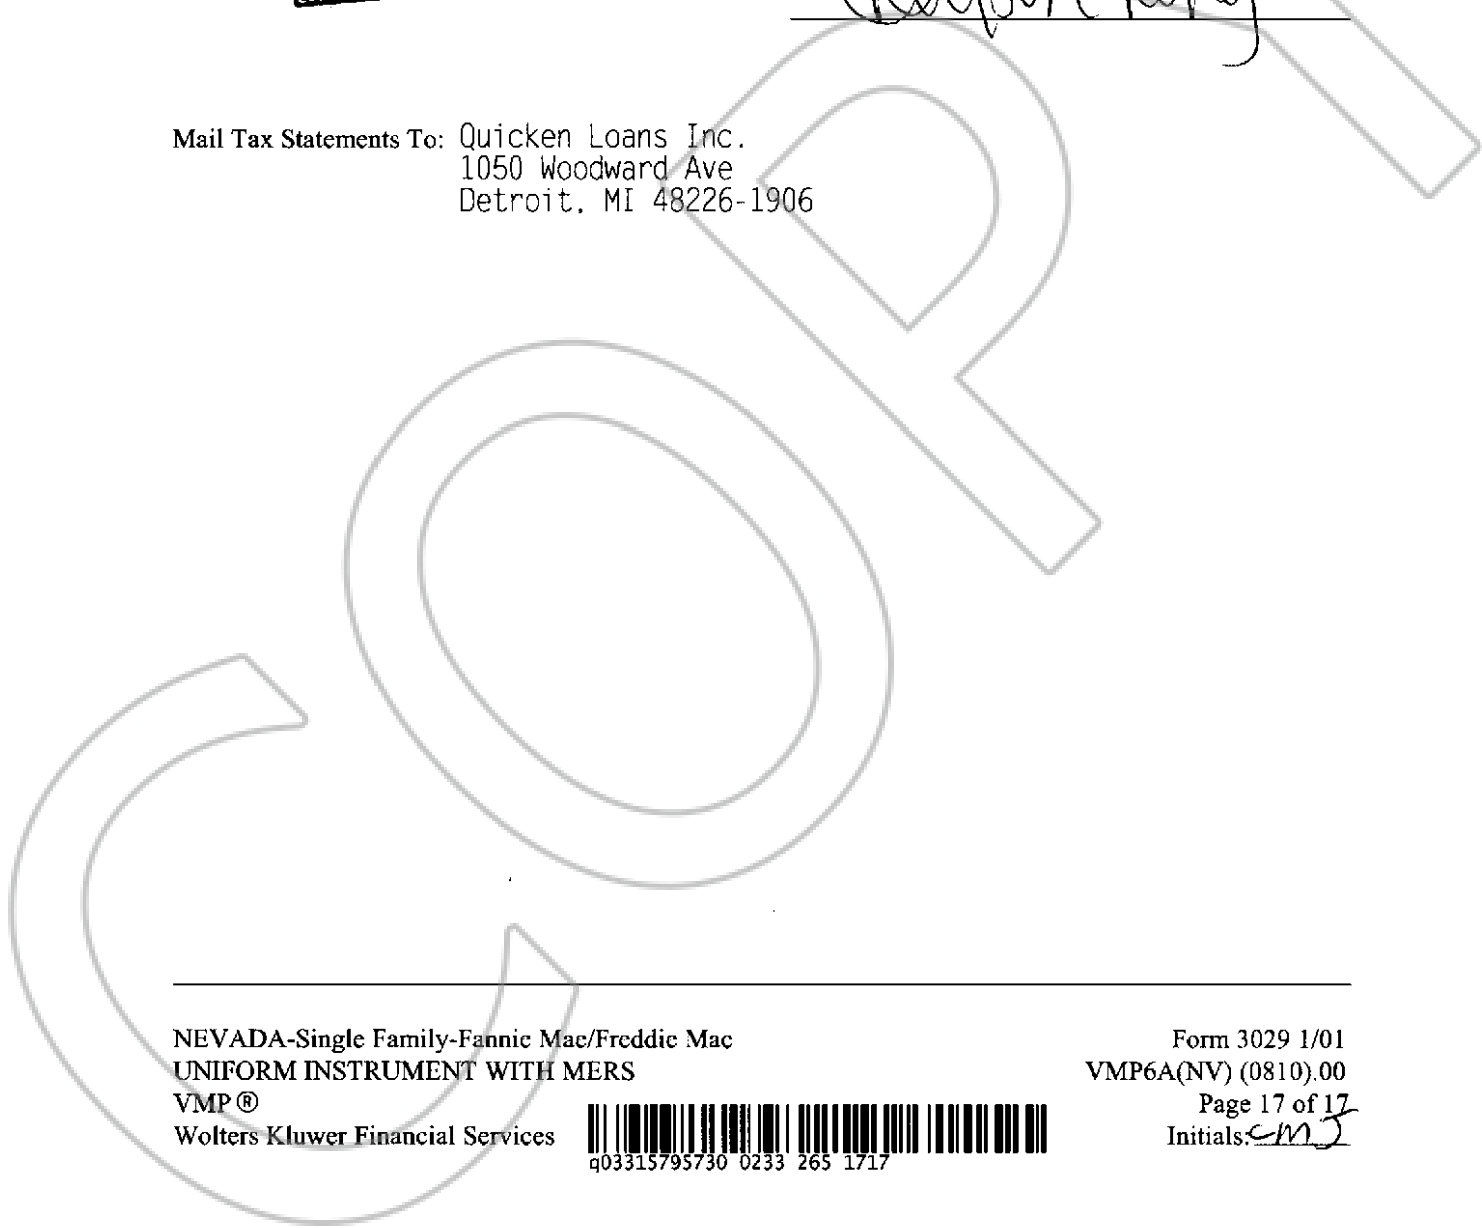 Mail Tax Statements To: Quicken Loans Inc.
1050 Woodward Ave
Detroit, MI 48226-1906
COPY
NEVADA-Single Family-Fannie Mae/Freddie Mac
UNIFORM INSTRUMENT WITH MERS
VMP®
Wolters Kluwer Financial Services
q03315795730 0233 265 1717
Form 3029 1/01
VMP6A(NV) (0810).00
Page 17 of 17
Initials: CMJ